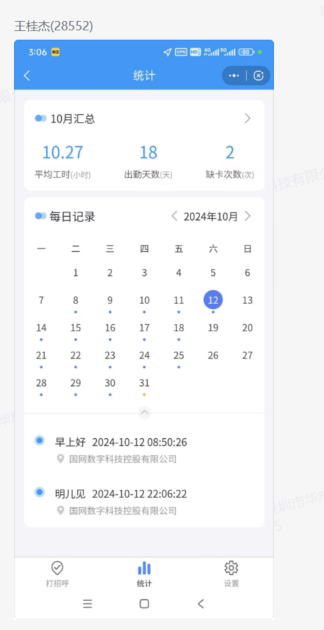 王桂杰(28552)
3:06
统计
10月汇总
10.27 18 2
平均工时(小时) 出勤天数(天) 缺卡次数(次)
每日记录 2024年10月
一 二 三 四 五 六 日
1 2 3 4 5 6
7 8 9 10 11 12 13
14 15 16 17 18 19 20
21 22 23 24 25 26 27
28 29 30 31
早上好 2024-10-12 08:50:26
国网数字科技控股有限公司
明儿见 2024-10-12 22:06:22
国网数字科技控股有限公司
打招呼 统计 设置